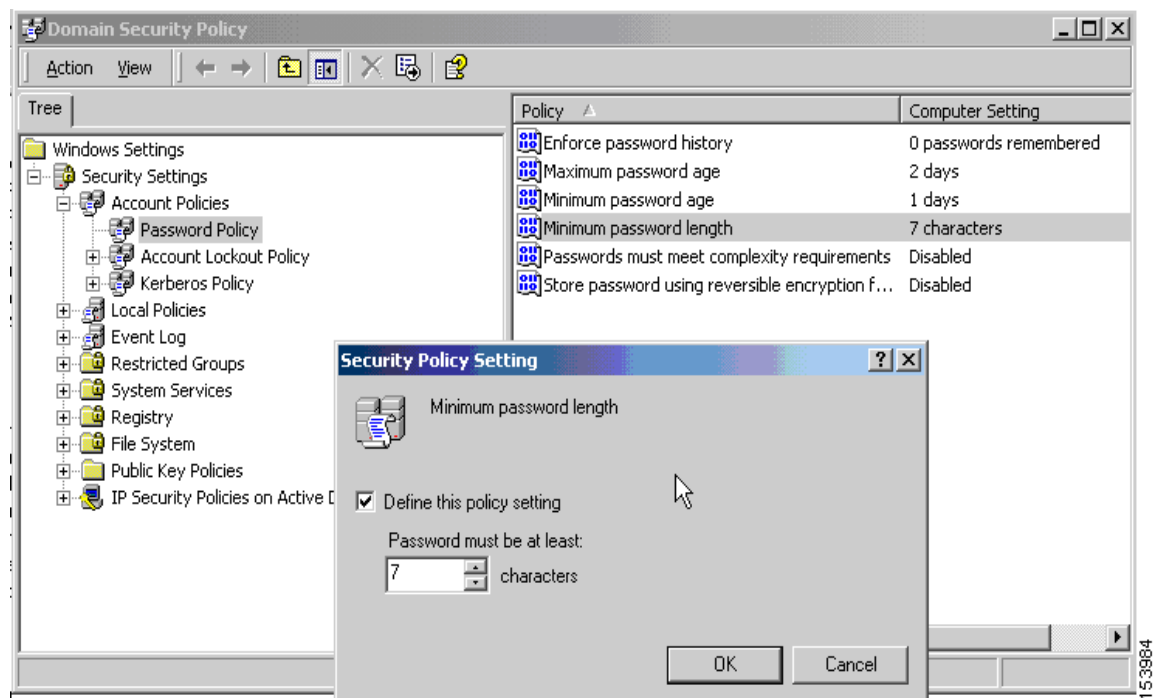 Domain Security Policy
Action View
Tree
Policy Computer Setting
Windows Settings
Security Settings
Account Policies
Password Policy
Account Lockout Policy
Kerberos Policy
Local Policies
Event Log
Restricted Groups
System Services
Registry
File System
Public Key Policies
IP Security Policies on Active D
Enforce password history 0 passwords remembered
Maximum password age 2 days
Minimum password age 1 days
Minimum password length 7 characters
Passwords must meet complexity requirements Disabled
Store password using reversible encryption f... Disabled
Security Policy Setting
Minimum password length
Define this policy setting
Password must be at least:
7 characters
OK Cancel
153984